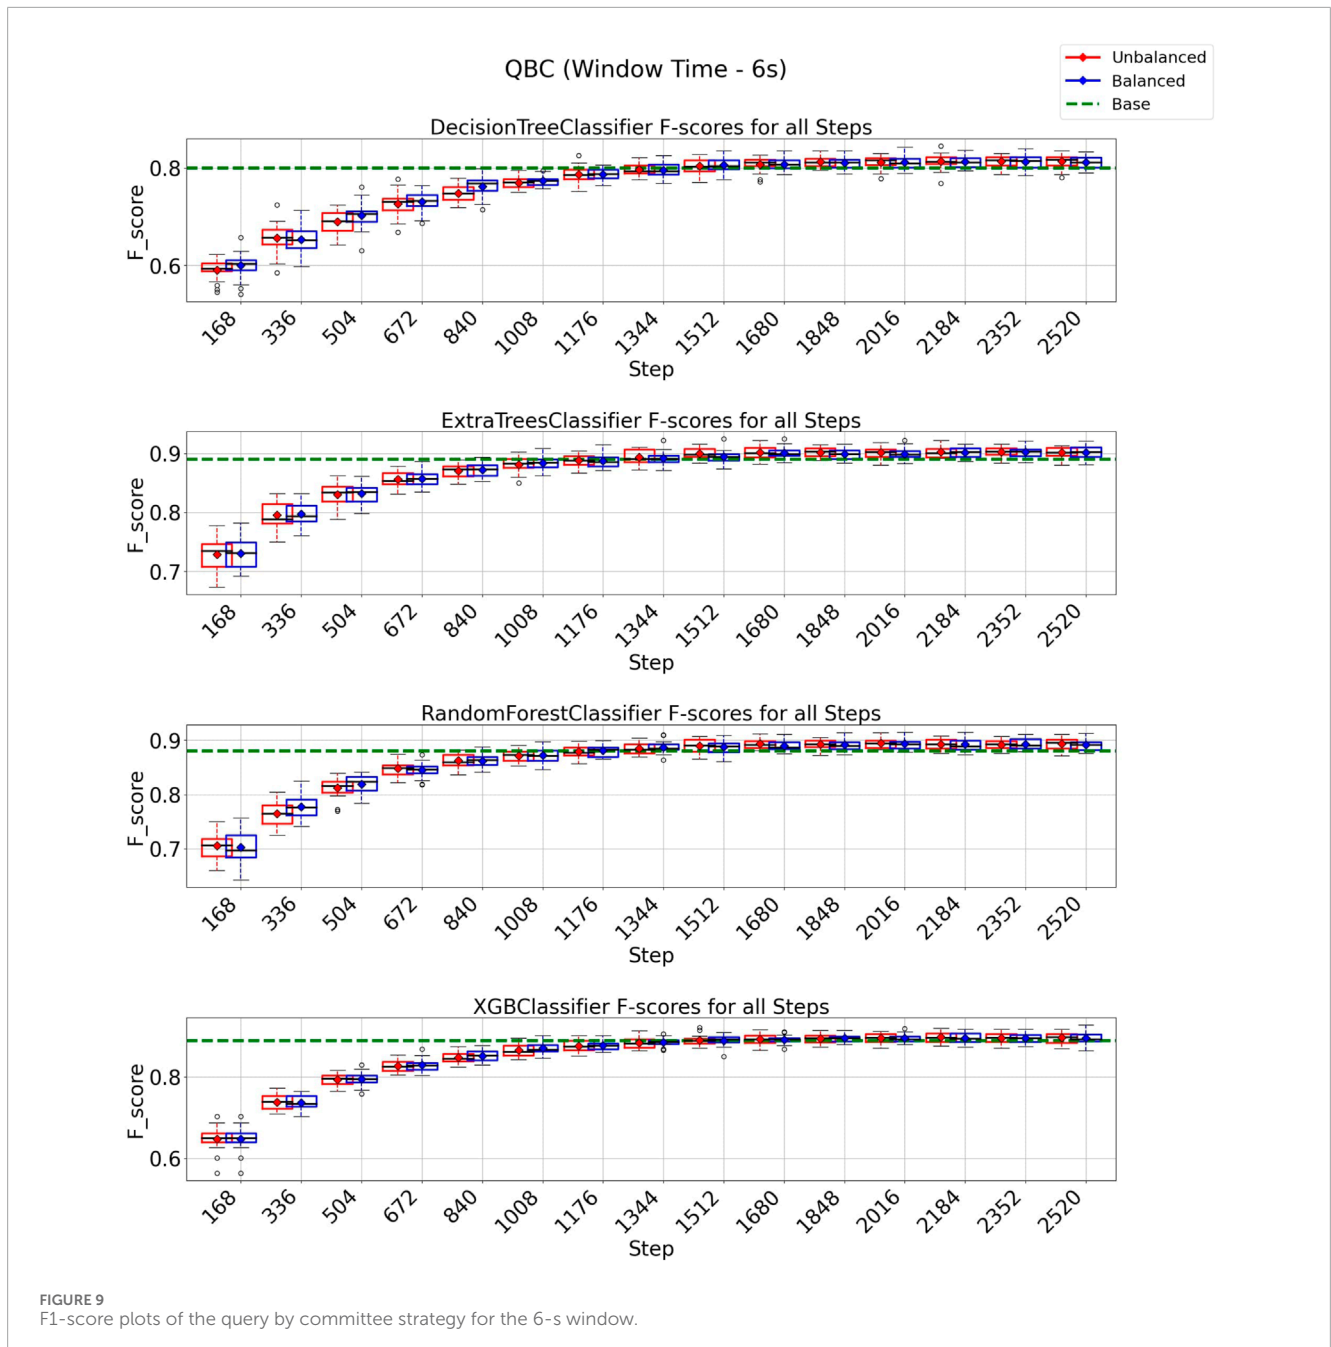 QBC (Window Time - 6s)
Unbalanced
Balanced
Base
DecisionTreeClassifier F-scores for all Steps
F_score
0.8
0.6
168 336 504 672 840 1008 1176 1344 1512 1680 1848 2016 2184 2352 2520
Step
ExtraTreesClassifier F-scores for all Steps
F_score
0.9
0.8
0.7
168 336 504 672 840 1008 1176 1344 1512 1680 1848 2016 2184 2352 2520
Step
RandomForestClassifier F-scores for all Steps
F_score
0.9
0.8
0.7
168 336 504 672 840 1008 1176 1344 1512 1680 1848 2016 2184 2352 2520
Step
XGBClassifier F-scores for all Steps
F_score
0.8
0.6
168 336 504 672 840 1008 1176 1344 1512 1680 1848 2016 2184 2352 2520
Step
FIGURE 9
F1-score plots of the query by committee strategy for the 6-s window.